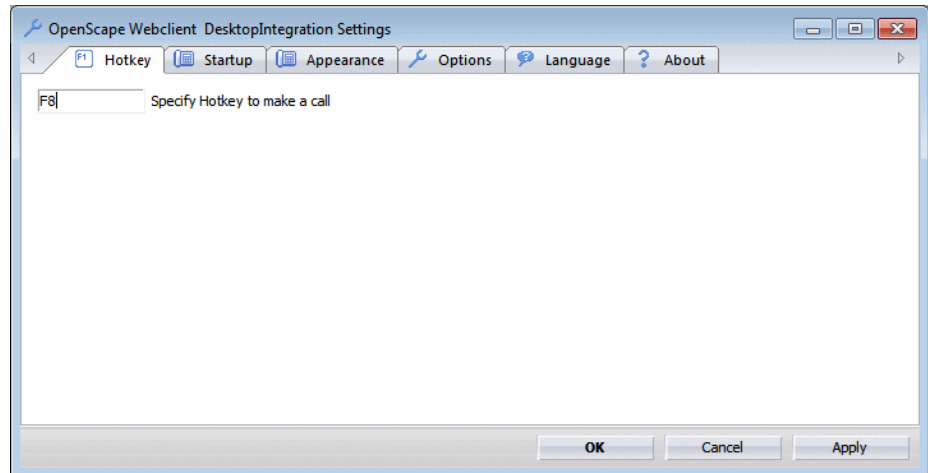 OpenScape Webclient DesktopIntegration Settings
F1 Hotkey Startup Appearance Options Language ? About
F8 Specify Hotkey to make a call
OK Cancel Apply